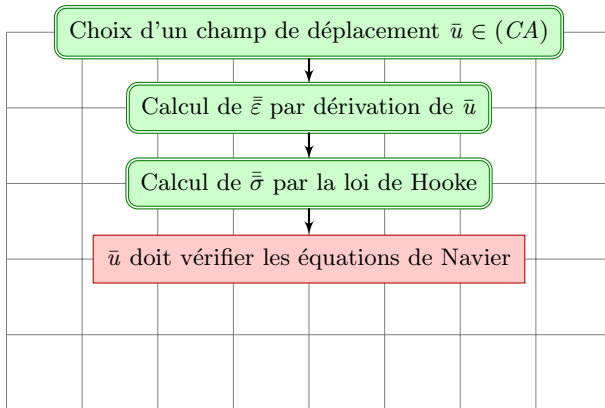 Choix d'un champ de déplacement ū ∈ (CA)
Calcul de ε̿ par dérivation de ū
Calcul de σ̿ par la loi de Hooke
ū doit vérifier les équations de Navier